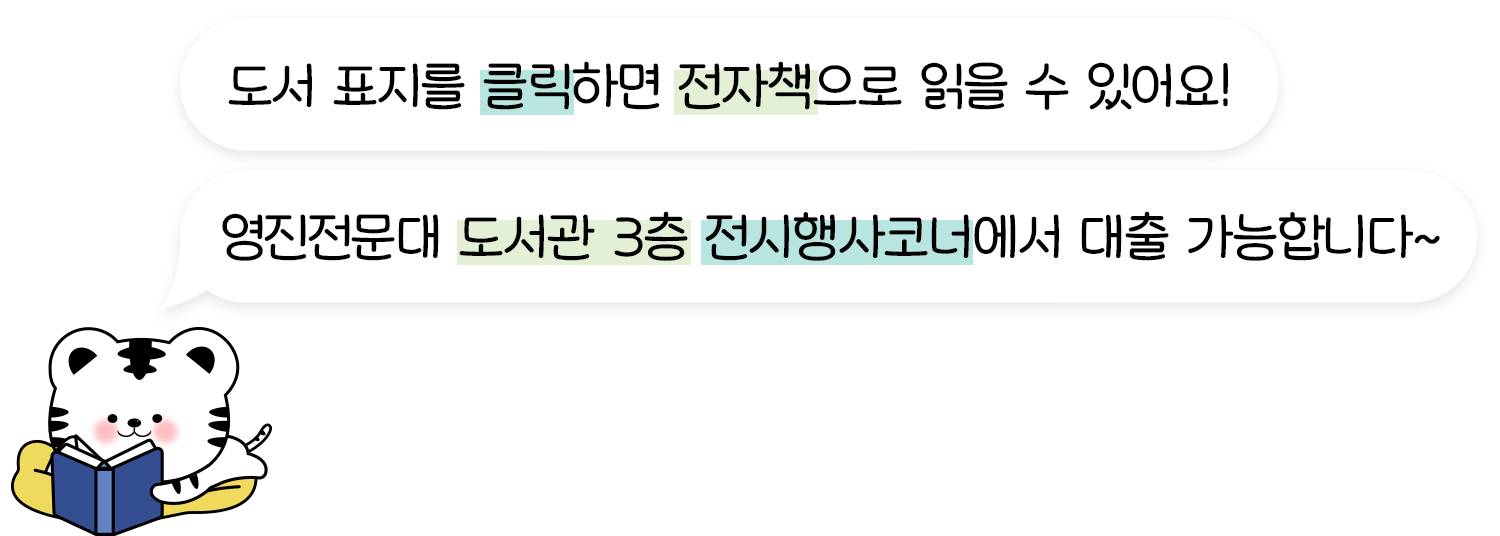 도서 표지를 클릭하면 전자책으로 읽을 수 있어요!
영진전문대 도서관 3층 전시행사코너에서 대출 가능합니다~